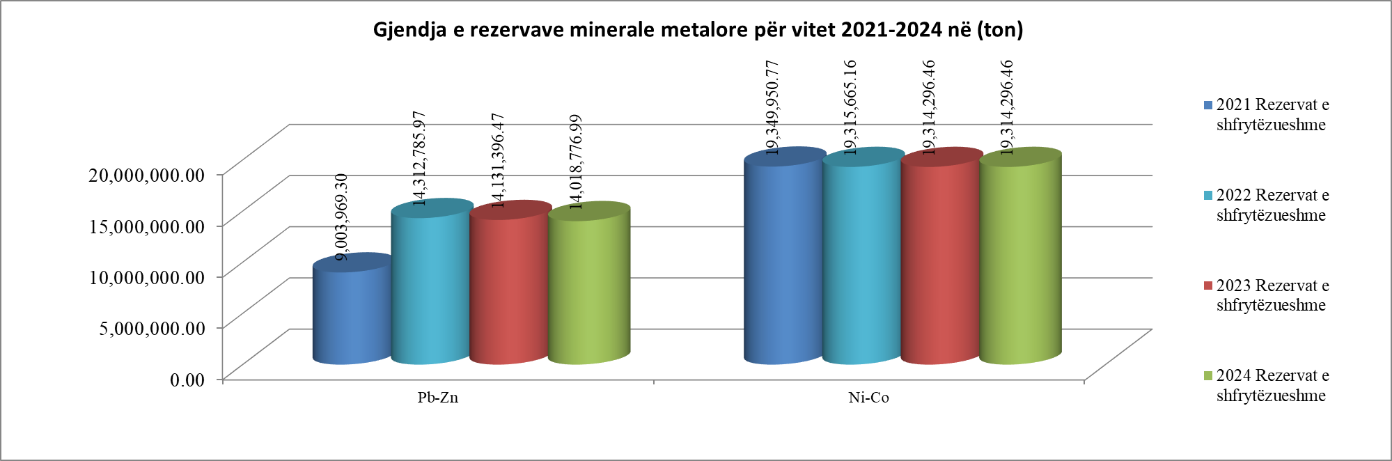 Gjendja e rezervave minerale metalore për vitet 2021-2024 në (ton)
20,000,000.00
15,000,000.00
10,000,000.00
5,000,000.00
0.00
9,003,969.30
14,312,785.97
14,131,396.47
14,018,776.99
19,349,950.77
19,315,665.16
19,314,296.46
19,314,296.46
Pb-Zn
Ni-Co
2021 Rezervat e
shfrytëzueshme
2022 Rezervat e
shfrytëzueshme
2023 Rezervat e
shfrytëzueshme
2024 Rezervat e
shfrytëzueshme